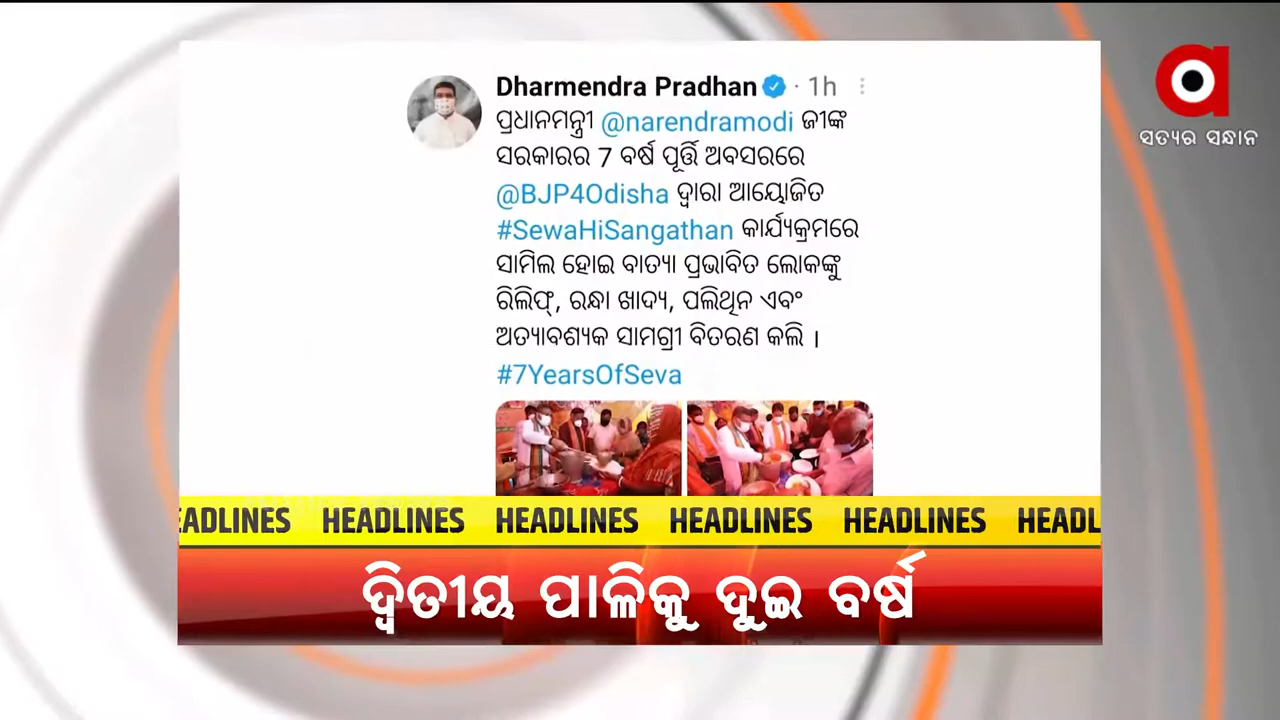 Dharmendra Pradhan · 1h
ପ୍ରଧାନମନ୍ତ୍ରୀ @narendramodi ଜୀଙ୍କ
ସରକାରର 7 ବର୍ଷ ପୂର୍ତ୍ତି ଅବସରରେ
@BJP4Odisha ଦ୍ୱାରା ଆୟୋଜିତ
#SewaHiSangathan କାର୍ଯ୍ୟକ୍ରମରେ
ସାମିଲ ହୋଇ ବାତ୍ୟା ପ୍ରଭାବିତ ଲୋକଙ୍କୁ
ରିଲିଫ୍, ରନ୍ଧା ଖାଦ୍ୟ, ପଲିଥିନ ଏବଂ
ଅତ୍ୟାବଶ୍ୟକ ସାମଗ୍ରୀ ବିତରଣ କଲି ।
#7YearsOfSeva
ସତ୍ୟର ସନ୍ଧାନ
EADLINES HEADLINES HEADLINES HEADLINES HEADLINES HEADL
ଦ୍ୱିତୀୟ ପାଳିକୁ ଦୁଇ ବର୍ଷ